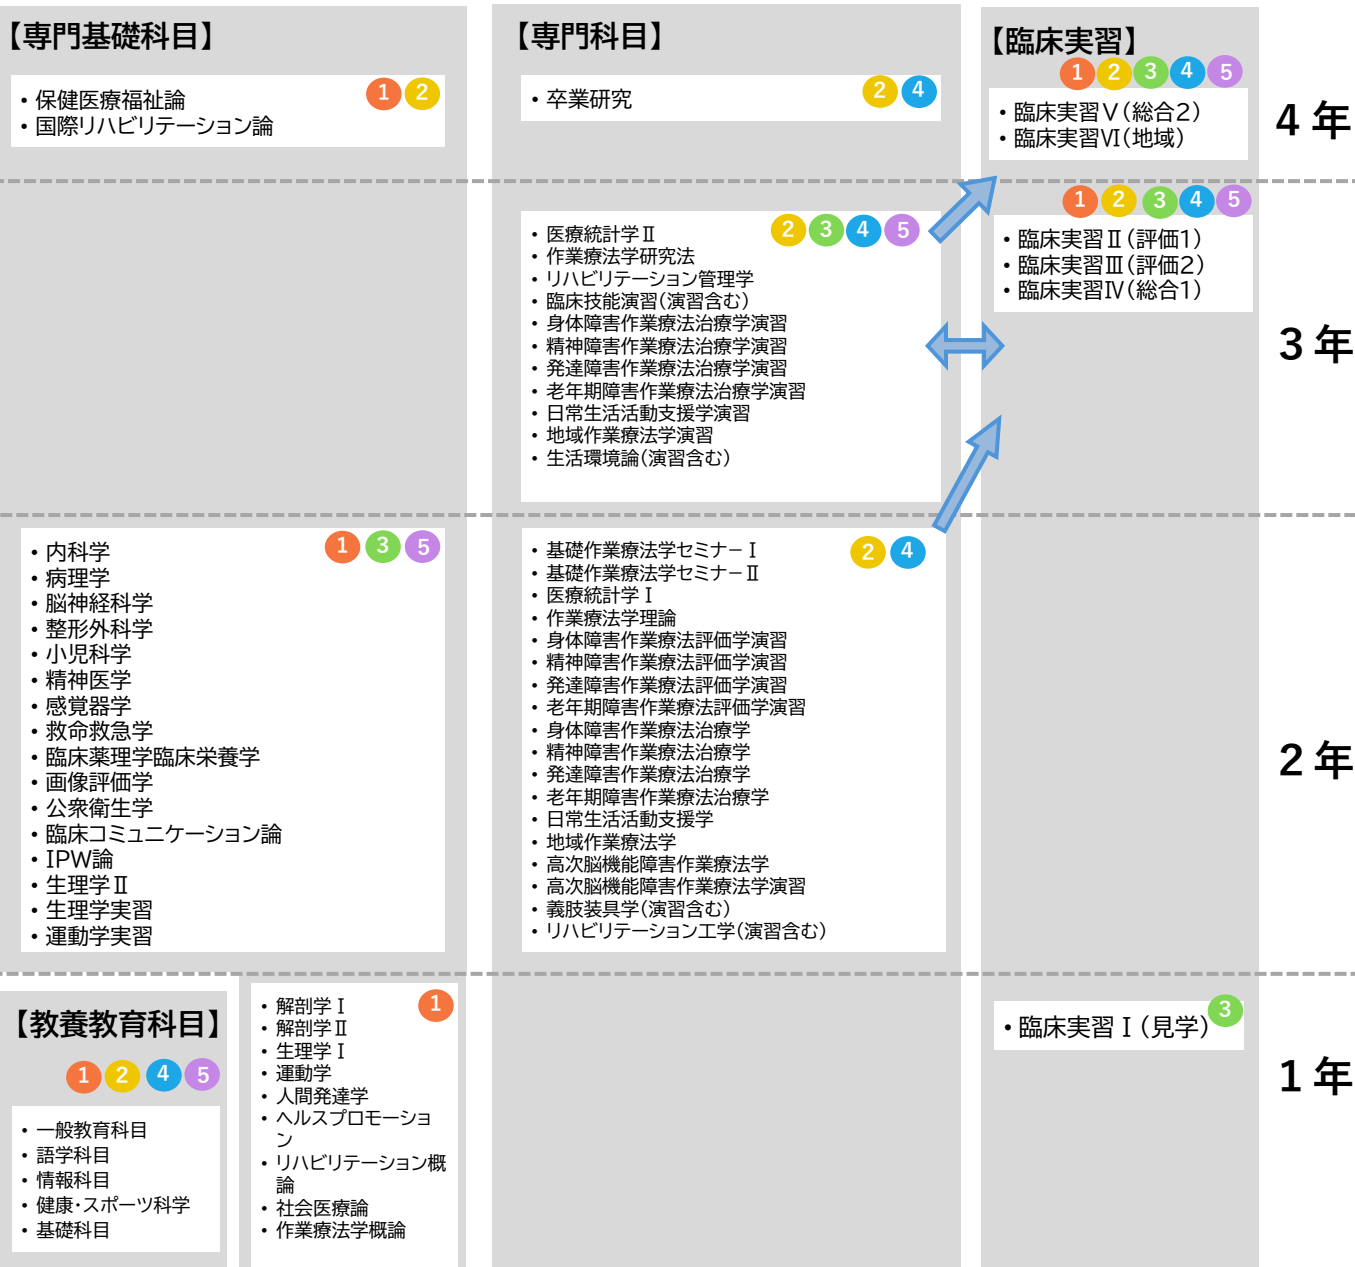 【専門基礎科目】
1 2
・保健医療福祉論
・国際リハビリテーション論
【専門科目】
2 4
・卒業研究
【臨床実習】
1 2 3 4 5
・臨床実習Ⅴ(総合2)
・臨床実習Ⅵ(地域)
4 年
2 3 4 5
・医療統計学Ⅱ
・作業療法学研究法
・リハビリテーション管理学
・臨床技能演習(演習含む)
・身体障害作業療法治療学演習
・精神障害作業療法治療学演習
・発達障害作業療法治療学演習
・老年期障害作業療法治療学演習
・日常生活活動支援学演習
・地域作業療法学演習
・生活環境論(演習含む)
1 2 3 4 5
・臨床実習Ⅱ(評価1)
・臨床実習Ⅲ(評価2)
・臨床実習Ⅳ(総合1)
3 年
1 3 5
・内科学
・病理学
・脳神経科学
・整形外科学
・小児科学
・精神医学
・感覚器学
・救命救急学
・臨床薬理学臨床栄養学
・画像評価学
・公衆衛生学
・臨床コミュニケーション論
・IPW論
・生理学Ⅱ
・生理学実習
・運動学実習
2 4
・基礎作業療法学セミナーⅠ
・基礎作業療法学セミナーⅡ
・医療統計学Ⅰ
・作業療法学理論
・身体障害作業療法評価学演習
・精神障害作業療法評価学演習
・発達障害作業療法評価学演習
・老年期障害作業療法評価学演習
・身体障害作業療法治療学
・精神障害作業療法治療学
・発達障害作業療法治療学
・老年期障害作業療法治療学
・日常生活活動支援学
・地域作業療法学
・高次脳機能障害作業療法学
・高次脳機能障害作業療法学演習
・義肢装具学(演習含む)
・リハビリテーション工学(演習含む)
2 年
【教養教育科目】
1 2 4 5
・一般教育科目
・語学科目
・情報科目
・健康・スポーツ科学
・基礎科目
1
・解剖学Ⅰ
・解剖学Ⅱ
・生理学Ⅰ
・運動学
・人間発達学
・ヘルスプロモーショ
ン
・リハビリテーション概
論
・社会医療論
・作業療法学概論
3
・臨床実習Ⅰ(見学)
1 年